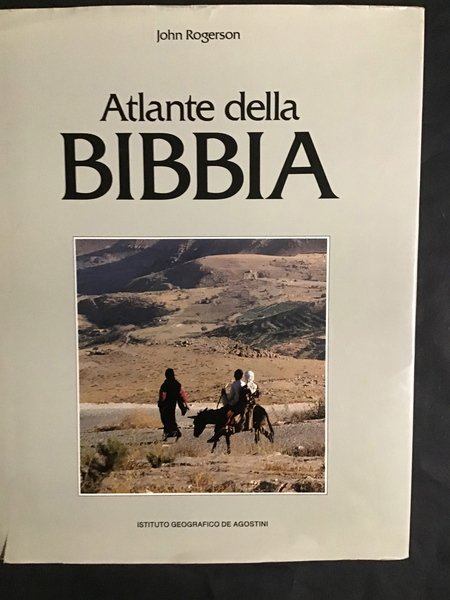 John Rogerson
Atlante della
BIBBIA
ISTITUTO GEOGRAFICO DE AGOSTINI